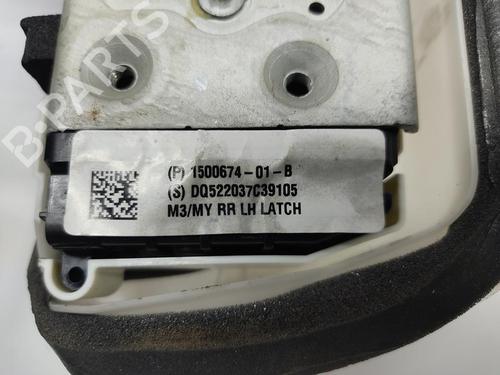 B-PARTS
(P) 1500674-01-B
(S) DQ522037C39105
M3/MY RR LH LATCH